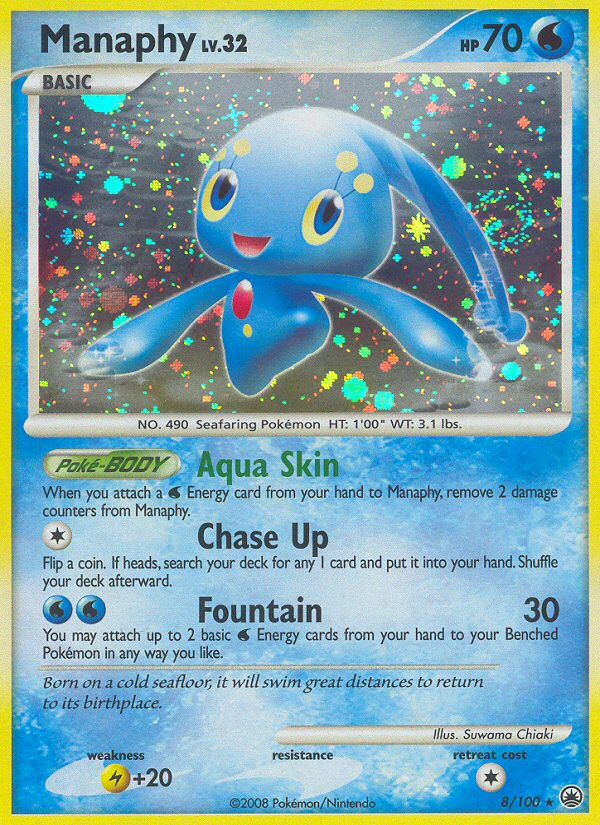 Manaphy LV.32 HP 70
BASIC
NO. 490 Seafaring Pokémon HT: 1'00" WT: 3.1 lbs.
Poké-BODY Aqua Skin
When you attach a Energy card from your hand to Manaphy, remove 2 damage
counters from Manaphy.
Chase Up
Flip a coin. If heads, search your deck for any 1 card and put it into your hand. Shuffle
your deck afterward.
Fountain 30
You may attach up to 2 basic Energy cards from your hand to your Benched
Pokémon in any way you like.
Born on a cold seafloor, it will swim great distances to return
to its birthplace.
Illus. Suwama Chiaki
weakness resistance retreat cost
+20
©2008 Pokémon/Nintendo 8/100 ★